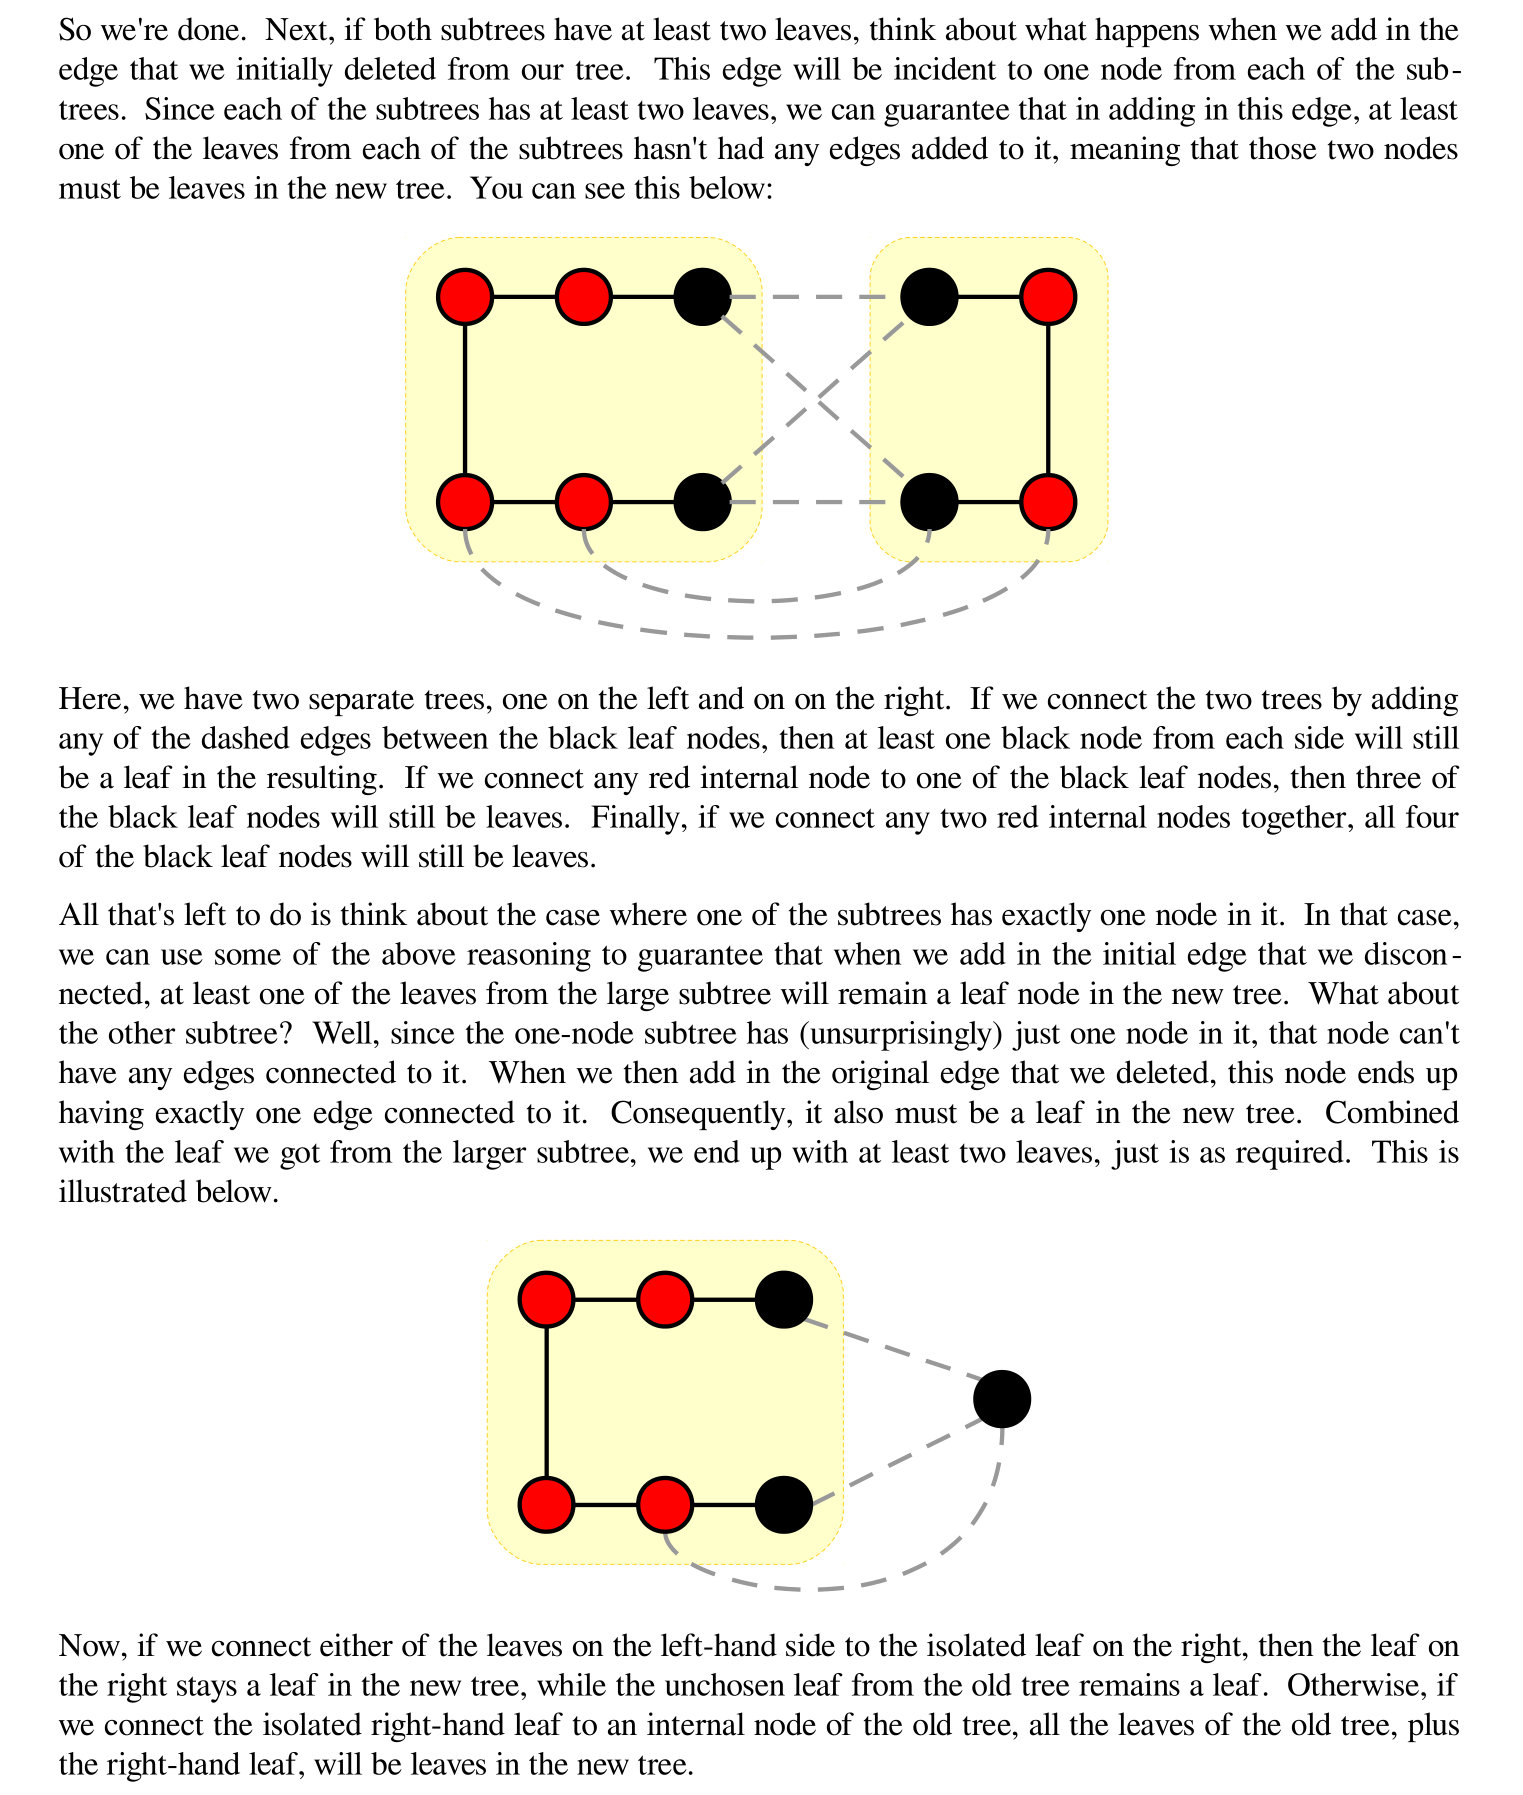 So we're done.  Next, if both subtrees have at least two leaves, think about what happens when we add in the
edge that we initially deleted from our tree.  This edge will be incident to one node from each of the sub-
trees.  Since each of the subtrees has at least two leaves, we can guarantee that in adding in this edge, at least
one of the leaves from each of the subtrees hasn't had any edges added to it, meaning that those two nodes
must be leaves in the new tree.  You can see this below:
Here, we have two separate trees, one on the left and on on the right.  If we connect the two trees by adding
any of the dashed edges between the black leaf nodes, then at least one black node from each side will still
be a leaf in the resulting.  If we connect any red internal node to one of the black leaf nodes, then three of
the black leaf nodes will still be leaves.  Finally, if we connect any two red internal nodes together, all four
of the black leaf nodes will still be leaves.
All that's left to do is think about the case where one of the subtrees has exactly one node in it.  In that case,
we can use some of the above reasoning to guarantee that when we add in the initial edge that we discon-
nected, at least one of the leaves from the large subtree will remain a leaf node in the new tree.  What about
the other subtree?  Well, since the one-node subtree has (unsurprisingly) just one node in it, that node can't
have any edges connected to it.  When we then add in the original edge that we deleted, this node ends up
having exactly one edge connected to it.  Consequently, it also must be a leaf in the new tree.  Combined
with the leaf we got from the larger subtree, we end up with at least two leaves, just is as required.  This is
illustrated below.
Now, if we connect either of the leaves on the left-hand side to the isolated leaf on the right, then the leaf on
the right stays a leaf in the new tree, while the unchosen leaf from the old tree remains a leaf.  Otherwise, if
we connect the isolated right-hand leaf to an internal node of the old tree, all the leaves of the old tree, plus
the right-hand leaf, will be leaves in the new tree.